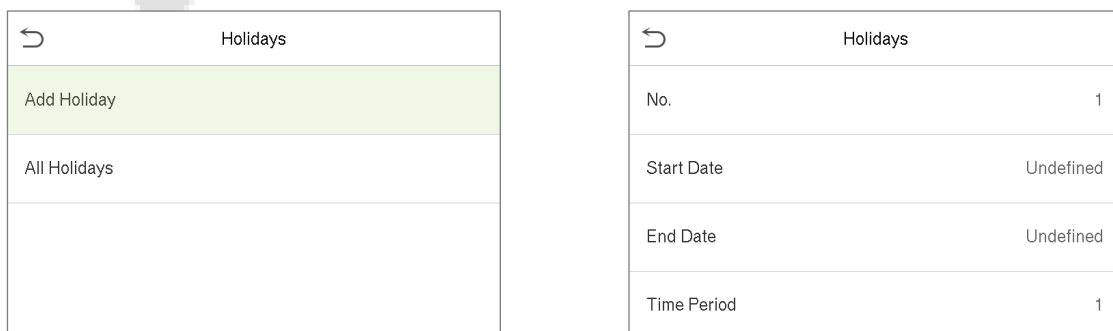 Holidays
Add Holiday
All Holidays
Holidays
No. 1
Start Date Undefined
End Date Undefined
Time Period 1